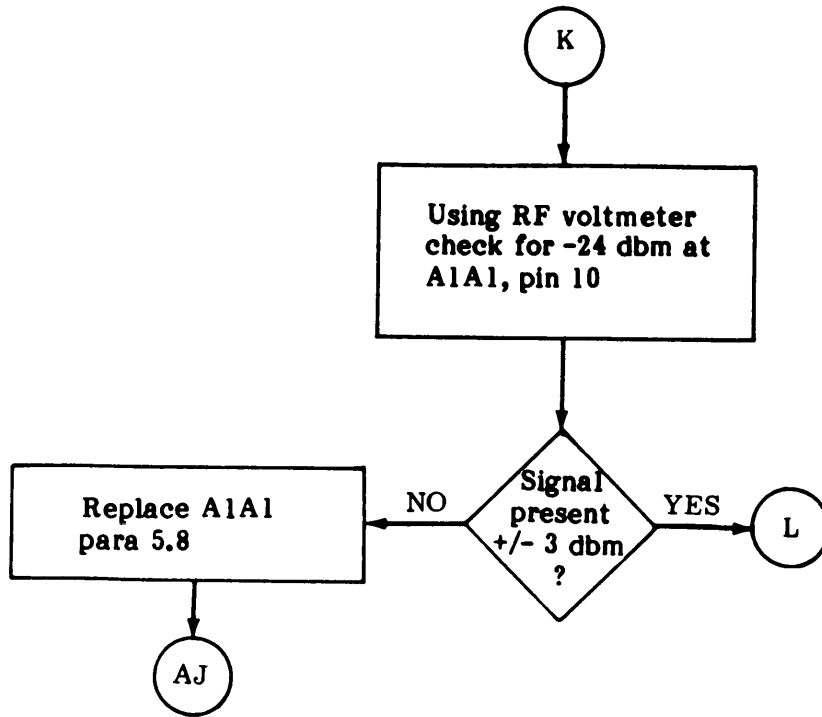 K
Using RF voltmeter
check for -24 dbm at
A1A1, pin 10
Signal
present
+/- 3 dbm
?
NO
YES
Replace A1A1
para 5.8
L
AJ